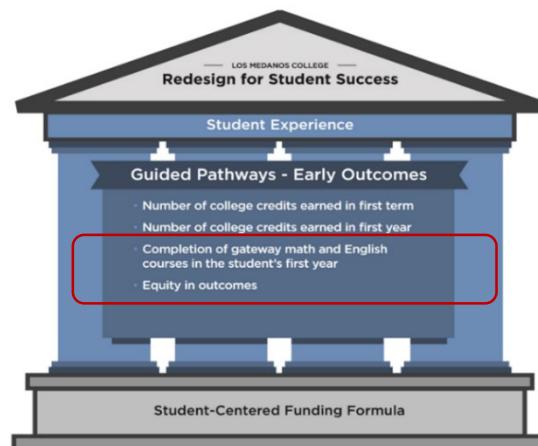 LOS MEDANOS COLLEGE
Redesign for Student Success
Student Experience
Guided Pathways - Early Outcomes
· Number of college credits earned in first term
· Number of college credits earned in first year
· Completion of gateway math and English
courses in the student's first year
· Equity in outcomes
Student-Centered Funding Formula